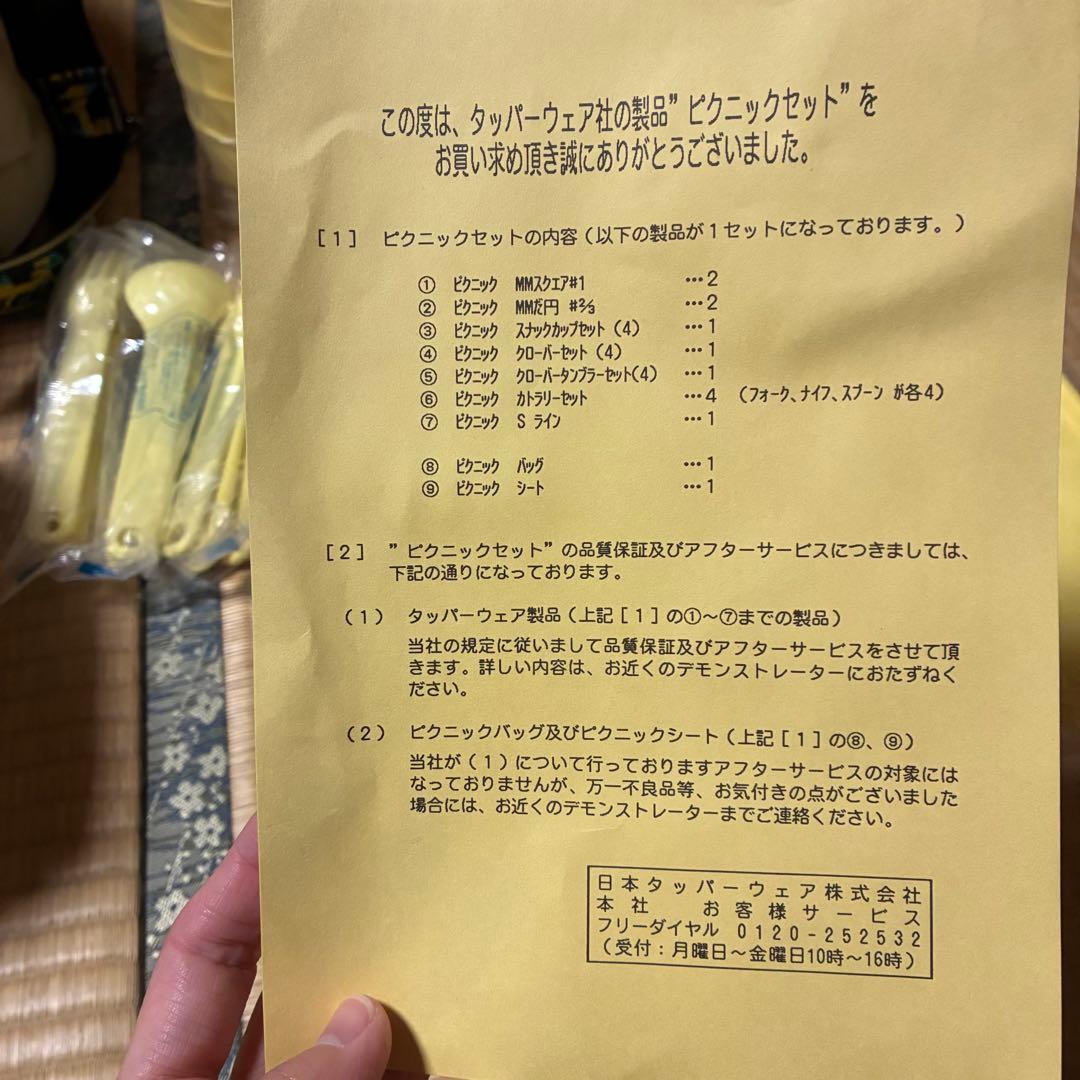 この度は、タッパーウェア社の製品”ピクニックセット”を
お買い求め頂き誠にありがとうございました。
[1] ピクニックセットの内容(以下の製品が1セットになっております。)
① ピクニック MMスクエア#1 …2
② ピクニック MMだ円 #⅔ …2
③ ピクニック スナックカップセット(4) …1
④ ピクニック クローバーセット(4) …1
⑤ ピクニック クローバータンブラーセット(4) …1
⑥ ピクニック カトラリーセット …4 (フォーク、ナイフ、スプーン が各4)
⑦ ピクニック S ライン …1
⑧ ピクニック バッグ …1
⑨ ピクニック シート …1
[2] ”ピクニックセット”の品質保証及びアフターサービスにつきましては、
下記の通りになっております。
(1) タッパーウェア製品(上記[1]の①~⑦までの製品)
当社の規定に従いまして品質保証及びアフターサービスをさせて頂
きます。詳しい内容は、お近くのデモンストレーターにおたずねく
ださい。
(2) ピクニックバッグ及びピクニックシート(上記[1]の⑧、⑨)
当社が(1)について行っておりますアフターサービスの対象には
なっておりませんが、万一不良品等、お気付きの点がございました
場合には、お近くのデモンストレーターまでご連絡ください。
日本タッパーウェア株式会社
本社 お客様サービス
フリーダイヤル 0120-252532
(受付:月曜日~金曜日10時~16時)